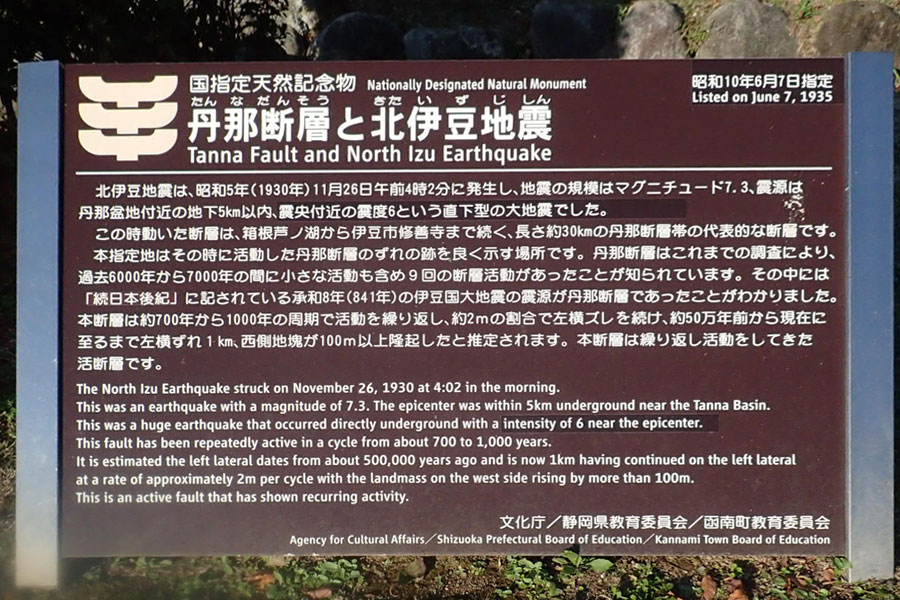 国指定天然記念物 Nationally Designated Natural Monument
昭和10年6月7日指定
Listed on June 7, 1935
たんなだんそう きたいずじしん
丹那断層と北伊豆地震
Tanna Fault and North Izu Earthquake
北伊豆地震は、昭和5年(1930年)11月26日午前4時2分に発生し、地震の規模はマグニチュード7.3、震源は
丹那盆地付近の地下5km以内、震央付近の震度6という直下型の大地震でした。
この時動いた断層は、箱根芦ノ湖から伊豆市修善寺まで続く、長さ約30kmの丹那断層帯の代表的な断層です。
本指定地はその時に活動した丹那断層のずれの跡を良く示す場所です。丹那断層はこれまでの調査により、
過去6000年から7000年の間に小さな活動も含め9回の断層活動があったことが知られています。その中には
「続日本後紀」に記されている承和8年(841年)の伊豆国大地震の震源が丹那断層であったことがわかりました。
本断層は約700年から1000年の周期で活動を繰り返し、約2mの割合で左横ズレを続け、約50万年前から現在に
至るまで左横ずれ1km、西側地塊が100m以上隆起したと推定されます。本断層は繰り返し活動をしてきた
活断層です。
The North Izu Earthquake struck on November 26, 1930 at 4:02 in the morning.
This was an earthquake with a magnitude of 7.3. The epicenter was within 5km underground near the Tanna Basin.
This was a huge earthquake that occurred directly underground with a intensity of 6 near the epicenter.
This fault has been repeatedly active in a cycle from about 700 to 1,000 years.
It is estimated the left lateral dates from about 500,000 years ago and is now 1km having continued on the left lateral
at a rate of approximately 2m per cycle with the landmass on the west side rising by more than 100m.
This is an active fault that has shown recurring activity.
文化庁／静岡県教育委員会／函南町教育委員会
Agency for Cultural Affairs／Shizuoka Prefectural Board of Education／Kannami Town Board of Education